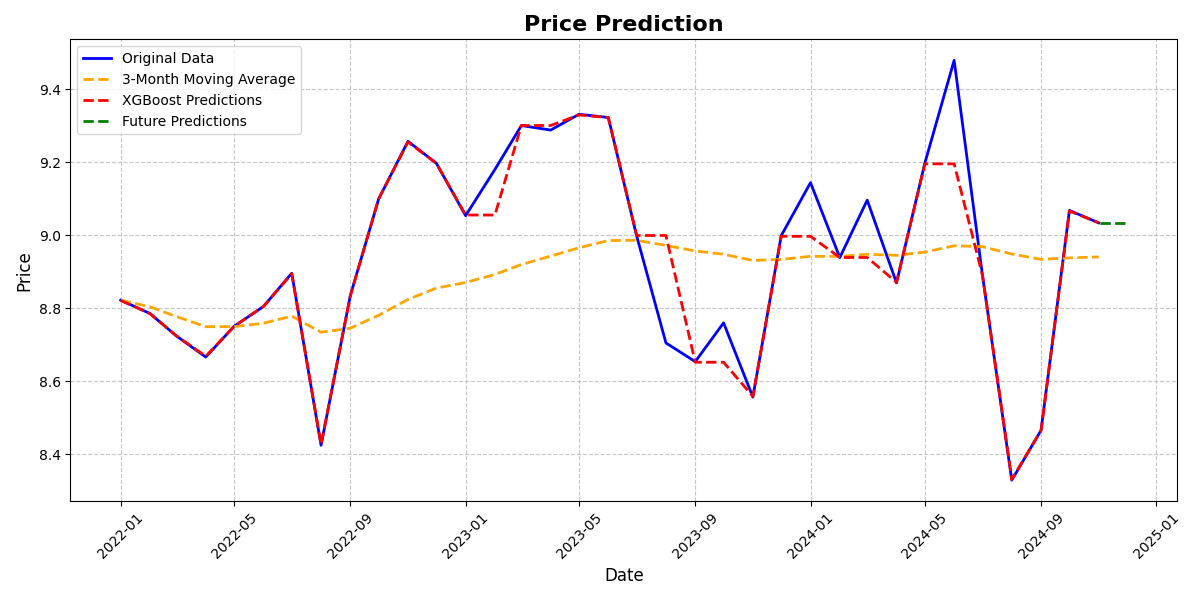 Price Prediction
Original Data
3-Month Moving Average
XGBoost Predictions
Future Predictions
Price
9.4
9.2
9.0
8.8
8.6
8.4
2022-01
2022-05
2022-09
2023-01
2023-05
2023-09
2024-01
2024-05
2024-09
2025-01
Date